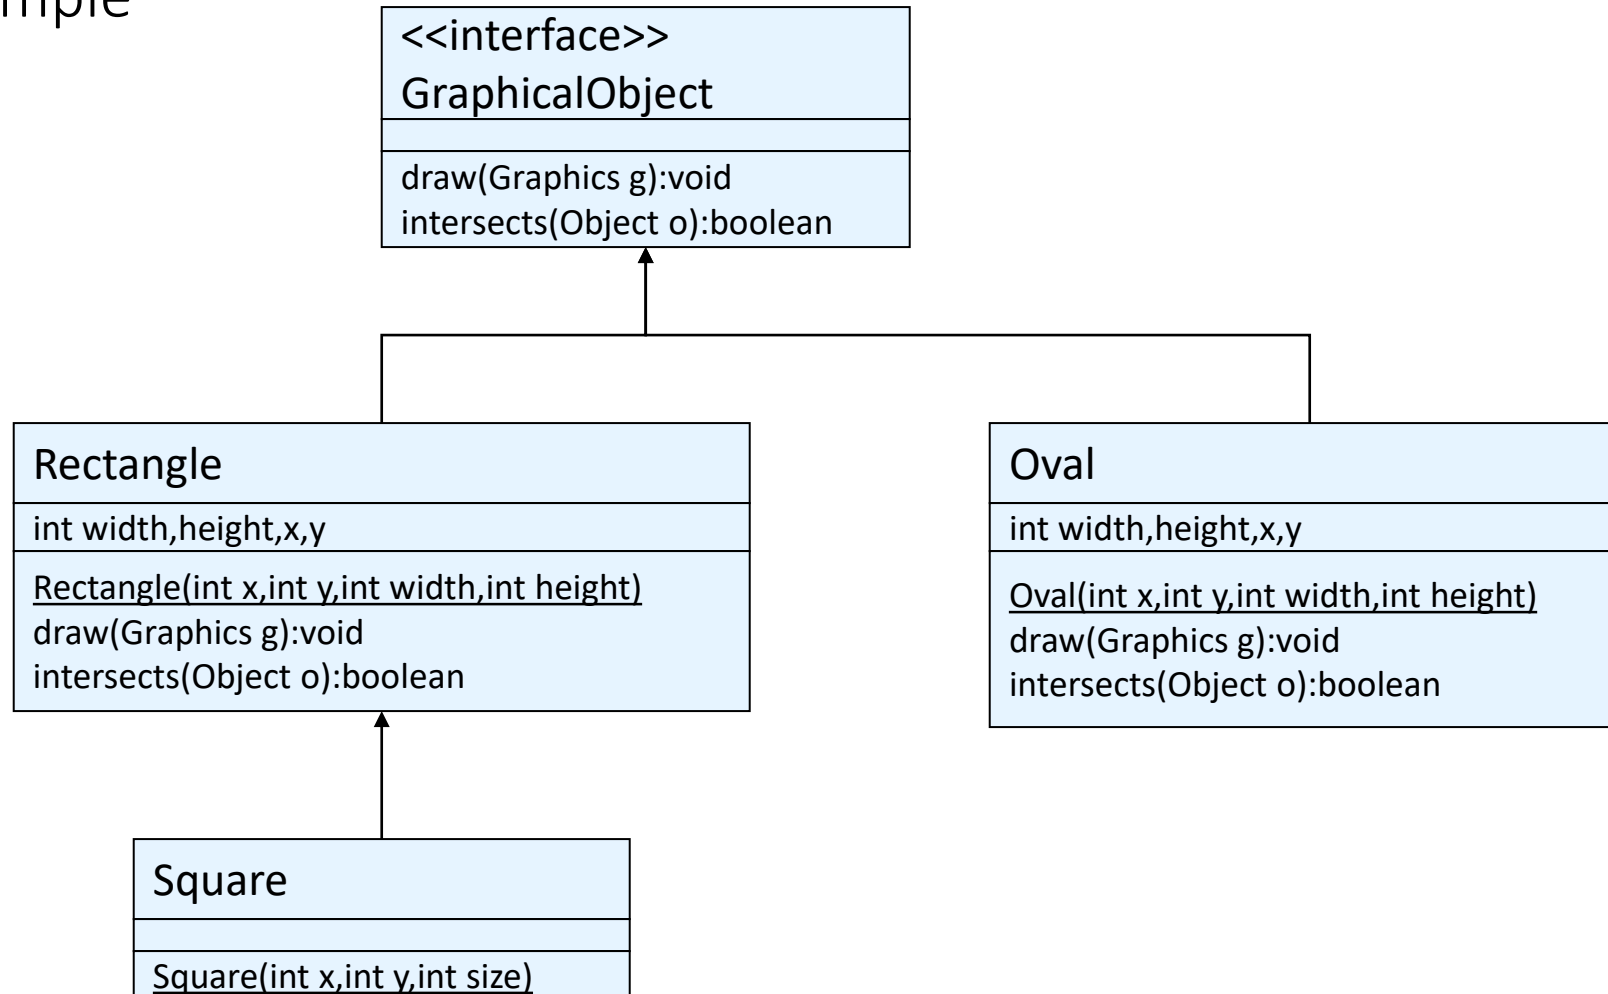 mple
<<interface>>
GraphicalObject
draw(Graphics g):void
intersects(Object o):boolean
Rectangle
int width,height,x,y
Rectangle(int x,int y,int width,int height)
draw(Graphics g):void
intersects(Object o):boolean
Oval
int width,height,x,y
Oval(int x,int y,int width,int height)
draw(Graphics g):void
intersects(Object o):boolean
Square
Square(int x,int y,int size)